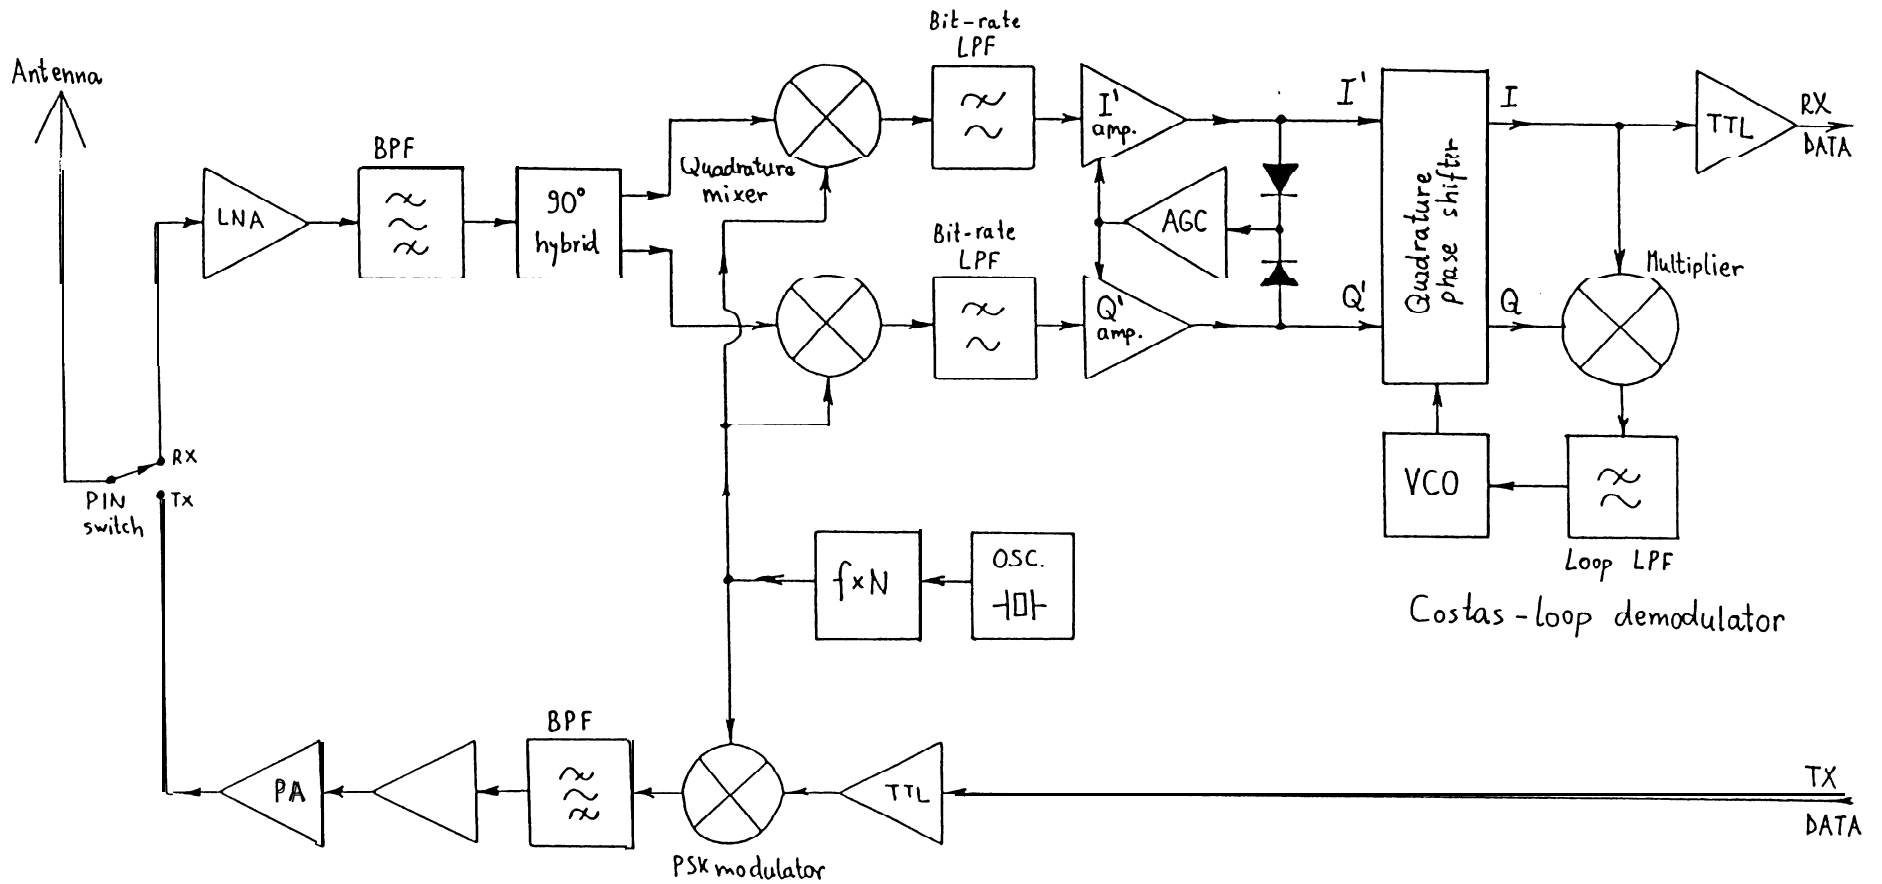 Antenna
BPF
LNA
90°
hybrid
Quadrature
mixer
Bit-rate
LPF
I'
amp.
AGC
Bit-rate
LPF
Q'
amp.
I'
Q'
Quadrature
phase shifter
I
Q
TTL
RX
DATA
Multiplier
VCO
Loop LPF
Costas-loop demodulator
RX
TX
PIN
switch
f×N
OSC.
BPF
PA
TTL
PSK modulator
TX
DATA